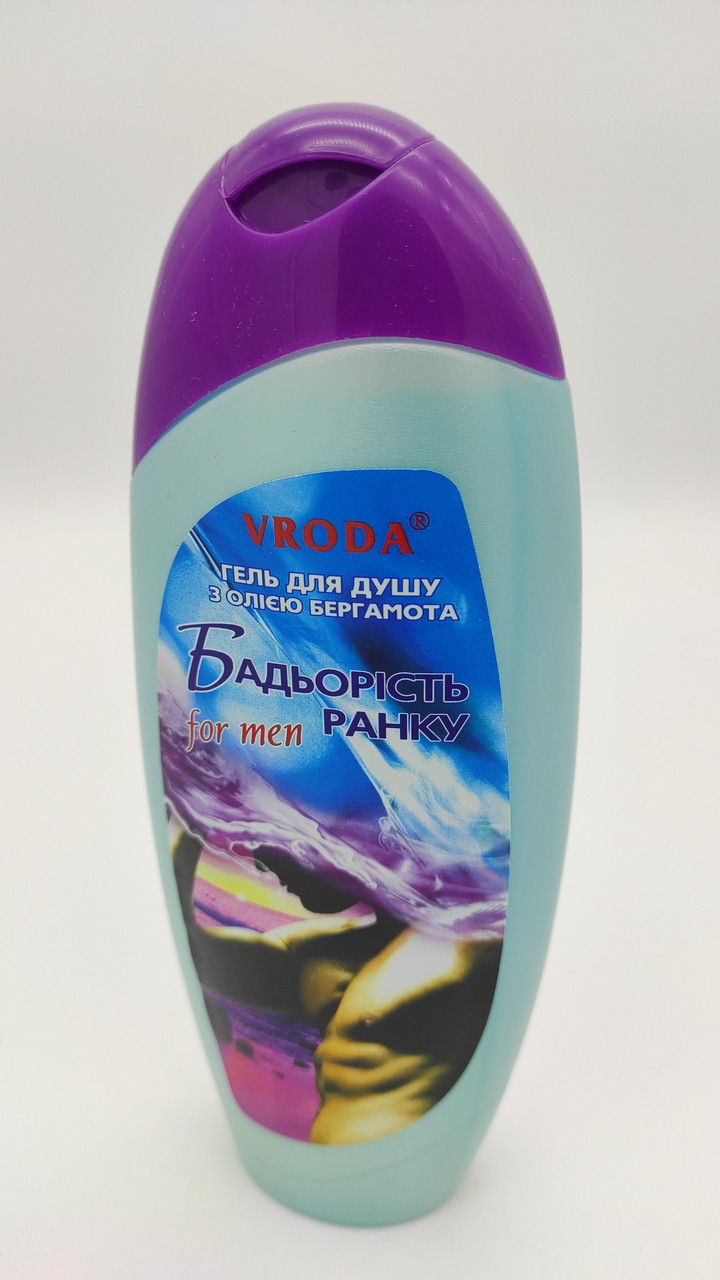 VRODA®
ГЕЛЬ ДЛЯ ДУШУ
З ОЛІЄЮ БЕРГАМОТА
БАДЬОРІСТЬ
for men РАНКУ